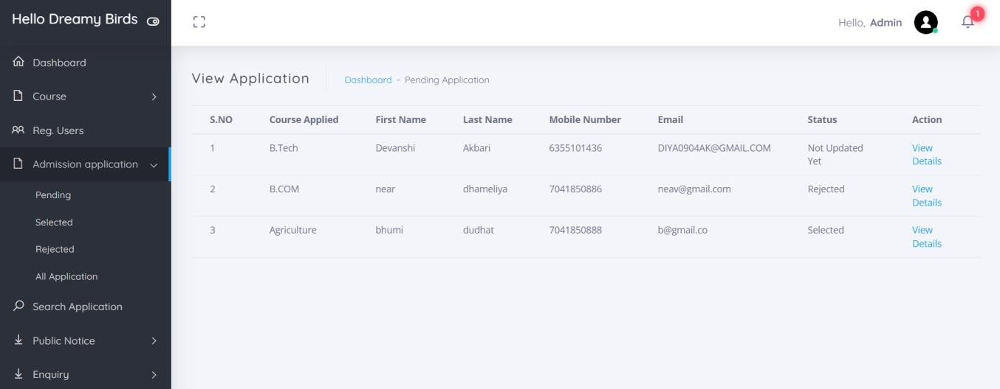 Hello Dreamy Birds
Hello, Admin
1
Dashboard
Course
Reg. Users
Admission application
Pending
Selected
Rejected
All Application
Search Application
Public Notice
Enquiry
View Application
Dashboard - Pending Application
S.NO Course Applied First Name Last Name Mobile Number Email Status Action
1 B.Tech Devanshi Akbari 6355101436 DIYA0904AK@GMAIL.COM Not Updated View
Yet Details
2 B.COM near dhameliya 7041850886 neav@gmail.com Rejected View
Details
3 Agriculture bhumi dudhat 7041850888 b@gmail.co Selected View
Details